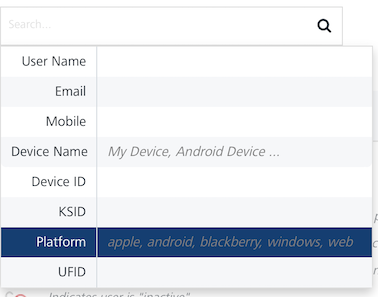 Search...
User Name
Email
Mobile
Device Name My Device, Android Device ...
Device ID
KSID
Platform apple, android, blackberry, windows, web
UFID
Indicates user is "inactive"